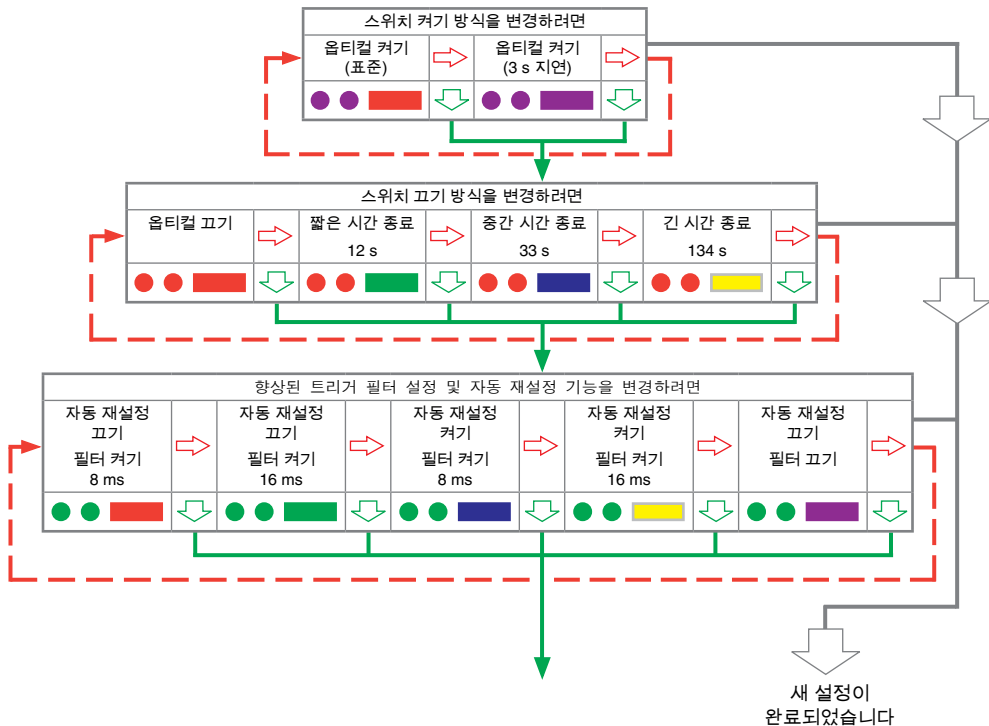 스위치 켜기 방식을 변경하려면
옵티컬 켜기
(표준)
옵티컬 켜기
(3 s 지연)
스위치 끄기 방식을 변경하려면
옵티컬 끄기
짧은 시간 종료
12 s
중간 시간 종료
33 s
긴 시간 종료
134 s
향상된 트리거 필터 설정 및 자동 재설정 기능을 변경하려면
자동 재설정
끄기
필터 켜기
8 ms
자동 재설정
끄기
필터 켜기
16 ms
자동 재설정
켜기
필터 켜기
8 ms
자동 재설정
켜기
필터 켜기
16 ms
자동 재설정
끄기
필터 끄기
새 설정이
완료되었습니다